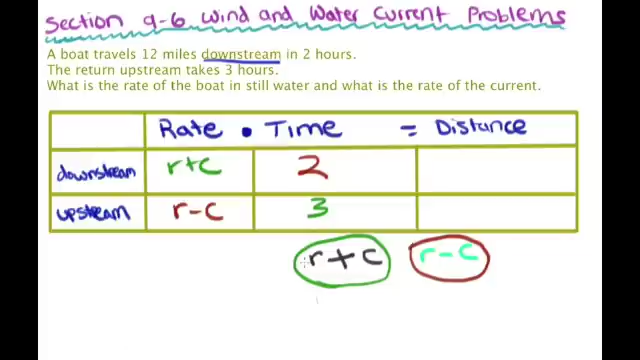 Section 9-6 Wind and Water Current Problems
A boat travels 12 miles downstream in 2 hours.
The return upstream takes 3 hours.
What is the rate of the boat in still water and what is the rate of the current.
Rate • Time = Distance
downstream r+c 2
upstream r-c 3
r+c r-c